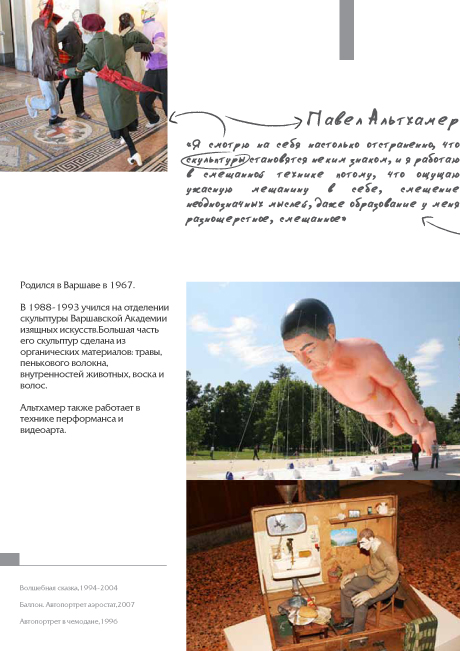 Павел Альтхамер
«Я смотрю на себя настолько отстраненно, что
скульптуры становятся неким знаком, и я работаю
в смешанной технике потому, что ощущаю
ужасную мешанину в себе, смешение
неоднозначных мыслей, даже образование у меня
разношерстное, смешанное»
Родился в Варшаве в 1967.
В 1988-1993 учился на отделении
скульптуры Варшавской Академии
изящных искусств.Большая часть
его скульптур сделана из
органических материалов: травы,
пенькового волокна,
внутренностей животных, воска и
волос.
Альтхамер также работает в
технике перформанса и
видеоарта.
Волшебная сказка,1994-2004
Баллон. Автопортрет аэростат,2007
Автопортрет в чемодане,1996